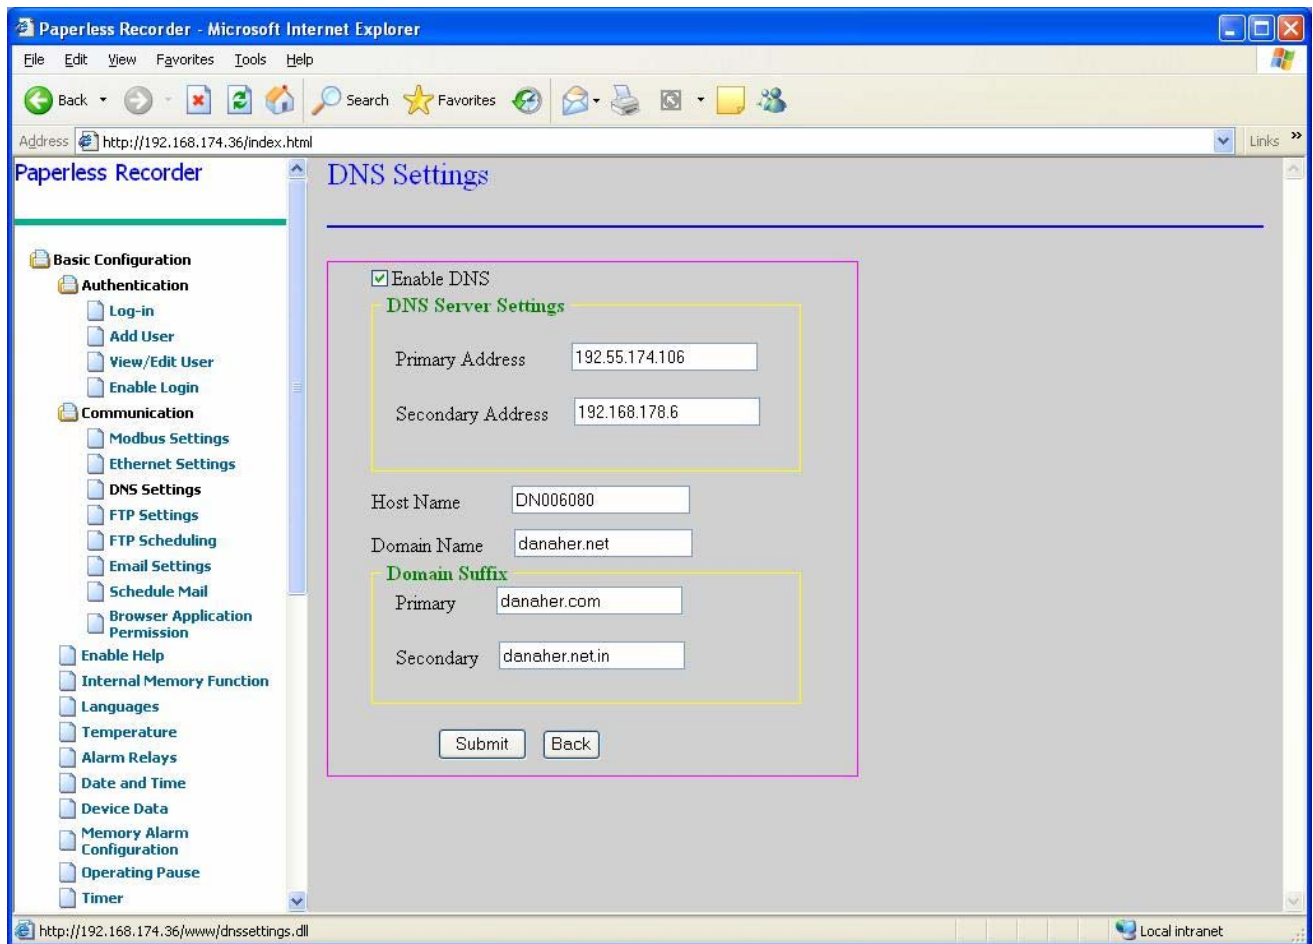 Paperless Recorder - Microsoft Internet Explorer
File Edit View Favorites Tools Help
Back Search Favorites
Address http://192.168.174.36/index.html Links »
Paperless Recorder
Basic Configuration
Authentication
Log-in
Add User
View/Edit User
Enable Login
Communication
Modbus Settings
Ethernet Settings
DNS Settings
FTP Settings
FTP Scheduling
Email Settings
Schedule Mail
Browser Application
Permission
Enable Help
Internal Memory Function
Languages
Temperature
Alarm Relays
Date and Time
Device Data
Memory Alarm
Configuration
Operating Pause
Timer
DNS Settings
Enable DNS
DNS Server Settings
Primary Address 192.55.174.106
Secondary Address 192.168.178.6
Host Name DN006080
Domain Name danaher.net
Domain Suffix
Primary danaher.com
Secondary danaher.net.in
Submit Back
http://192.168.174.36/www/dnssettings.dll Local intranet